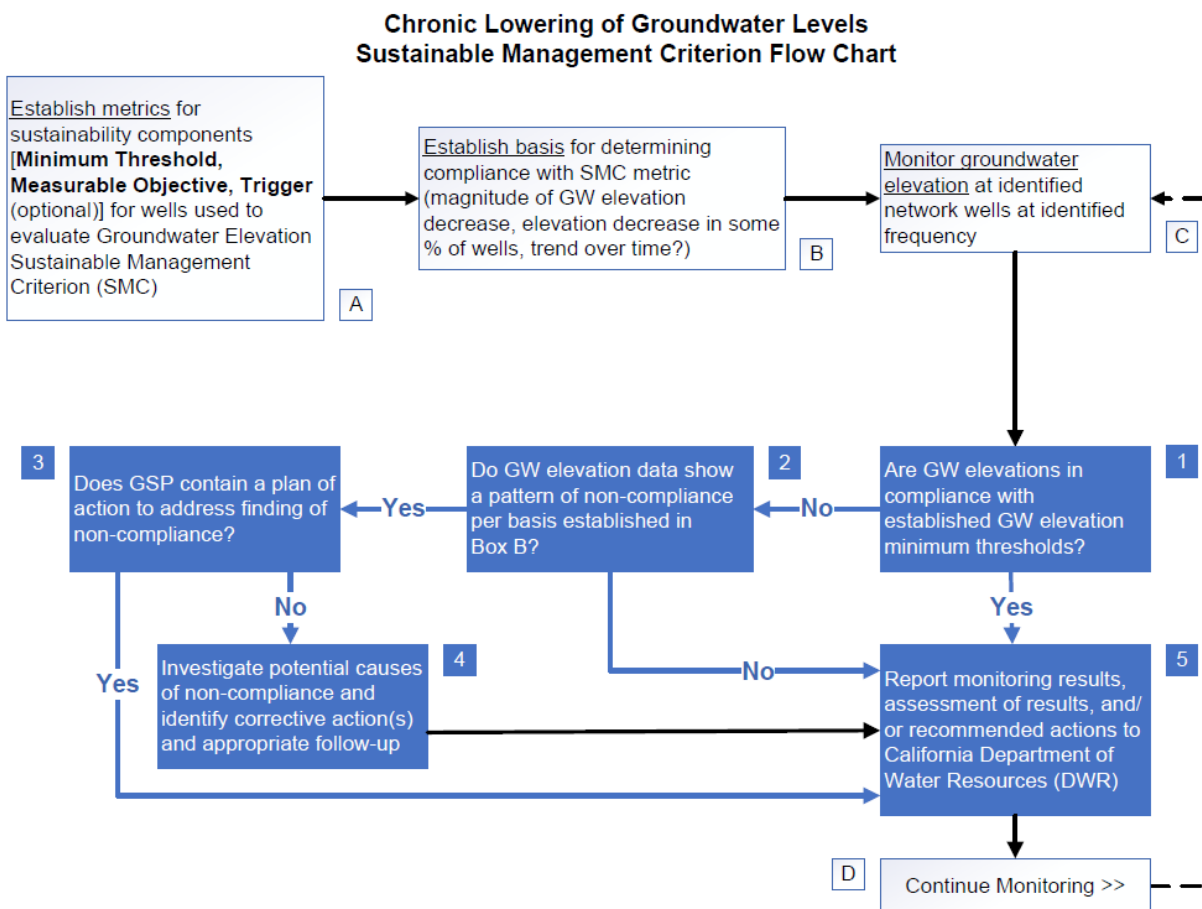 Chronic Lowering of Groundwater Levels
Sustainable Management Criterion Flow Chart
Establish metrics for
sustainability components
[Minimum Threshold,
Measurable Objective, Trigger
(optional)] for wells used to
evaluate Groundwater Elevation
Sustainable Management
Criterion (SMC)
A
Establish basis for determining
compliance with SMC metric
(magnitude of GW elevation
decrease, elevation decrease in some
% of wells, trend over time?)
B
Monitor groundwater
elevation at identified
network wells at identified
frequency
C
3
Does GSP contain a plan of
action to address finding of
non-compliance?
Yes
Do GW elevation data show
a pattern of non-compliance
per basis established in
Box B?
2
No
Are GW elevations in
compliance with
established GW elevation
minimum thresholds?
1
No
Yes
Yes
Investigate potential causes
of non-compliance and
identify corrective action(s)
and appropriate follow-up
4
No
Report monitoring results,
assessment of results, and/
or recommended actions to
California Department of
Water Resources (DWR)
5
D
Continue Monitoring >>